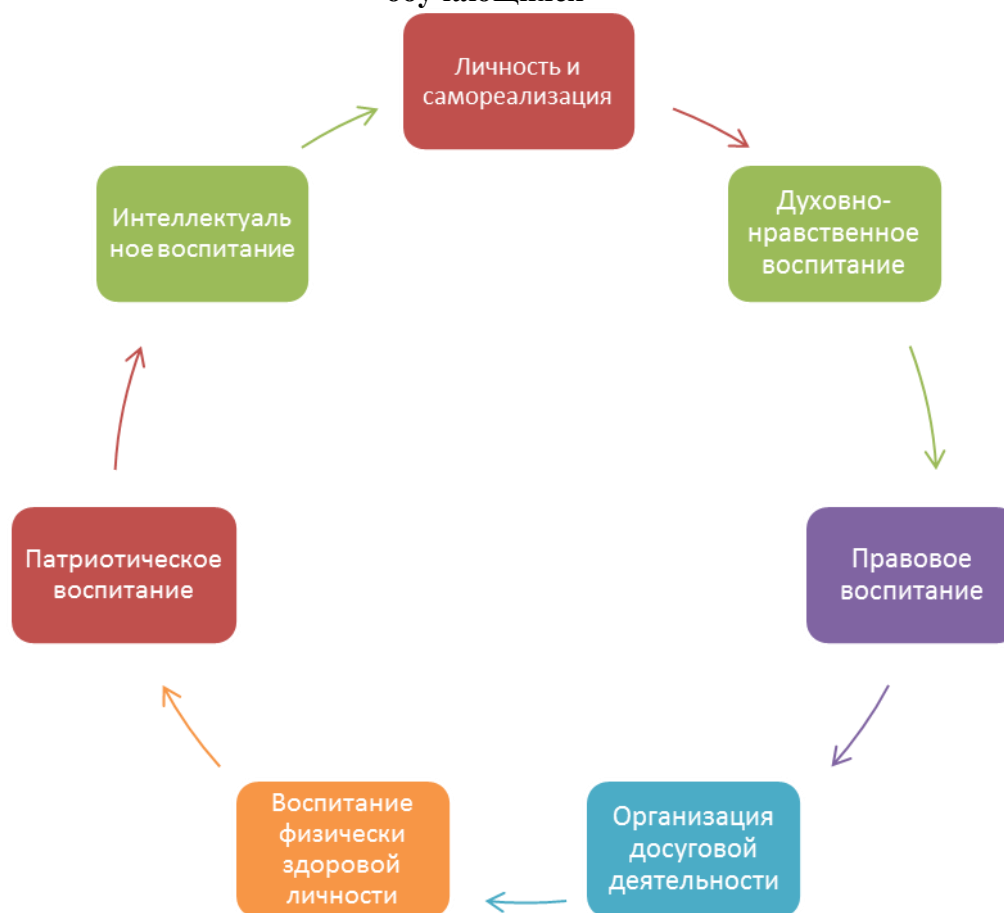 Личность и
самореализация
Духовно-
нравственное
воспитание
Правовое
воспитание
Организация
досуговой
деятельности
Воспитание
физически
здоровой
личности
Патриотическое
воспитание
Интеллектуаль
ное воспитание